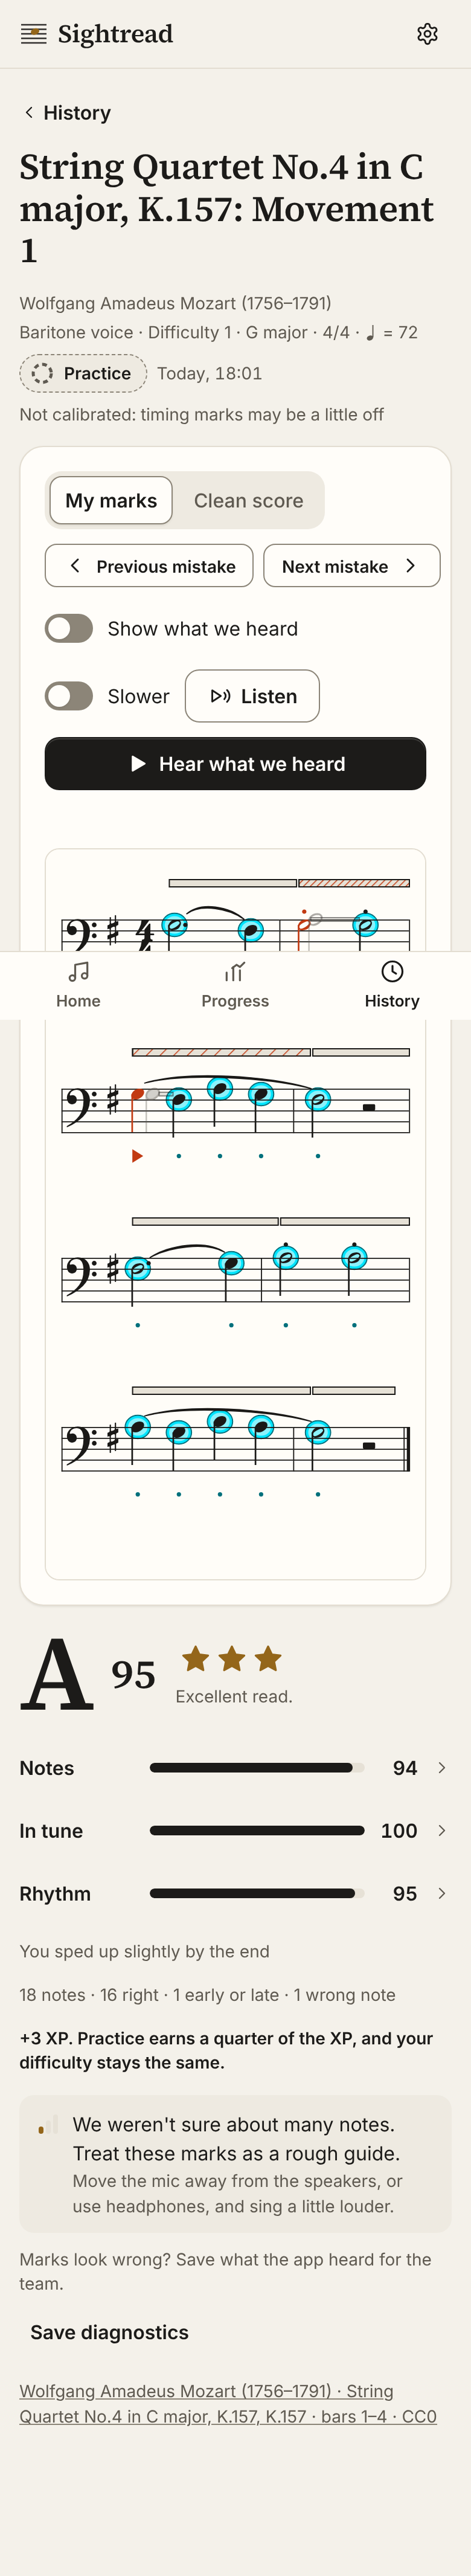 Sightread
History
String Quartet No.4 in C
major, K.157: Movement
1
Wolfgang Amadeus Mozart (1756–1791)
Baritone voice · Difficulty 1 · G major · 4/4 · ♩ = 72
Practice Today, 18:01
Not calibrated: timing marks may be a little off
My marks Clean score
Previous mistake Next mistake
Show what we heard
Slower Listen
Hear what we heard
4
4
Home Progress History
A 95
Excellent read.
Notes 94
In tune 100
Rhythm 95
You sped up slightly by the end
18 notes · 16 right · 1 early or late · 1 wrong note
+3 XP. Practice earns a quarter of the XP, and your
difficulty stays the same.
We weren't sure about many notes.
Treat these marks as a rough guide.
Move the mic away from the speakers, or
use headphones, and sing a little louder.
Marks look wrong? Save what the app heard for the
team.
Save diagnostics
Wolfgang Amadeus Mozart (1756–1791) · String
Quartet No.4 in C major, K.157, K.157 · bars 1–4 · CC0